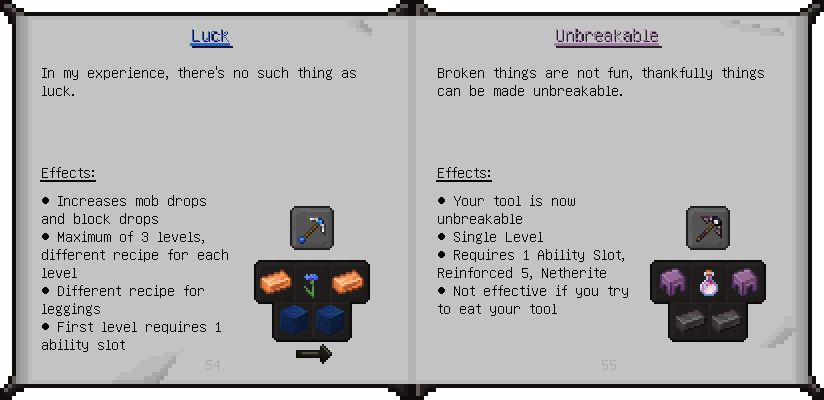 Luck
In my experience, there's no such thing as
luck.
Effects:
• Increases mob drops
and block drops
• Maximum of 3 levels,
different recipe for each
level
• Different recipe for
leggings
• First level requires 1
ability slot
54
Unbreakable
Broken things are not fun, thankfully things
can be made unbreakable.
Effects:
• Your tool is now
unbreakable
• Single Level
• Requires 1 Ability Slot,
Reinforced 5, Netherite
• Not effective if you try
to eat your tool
55